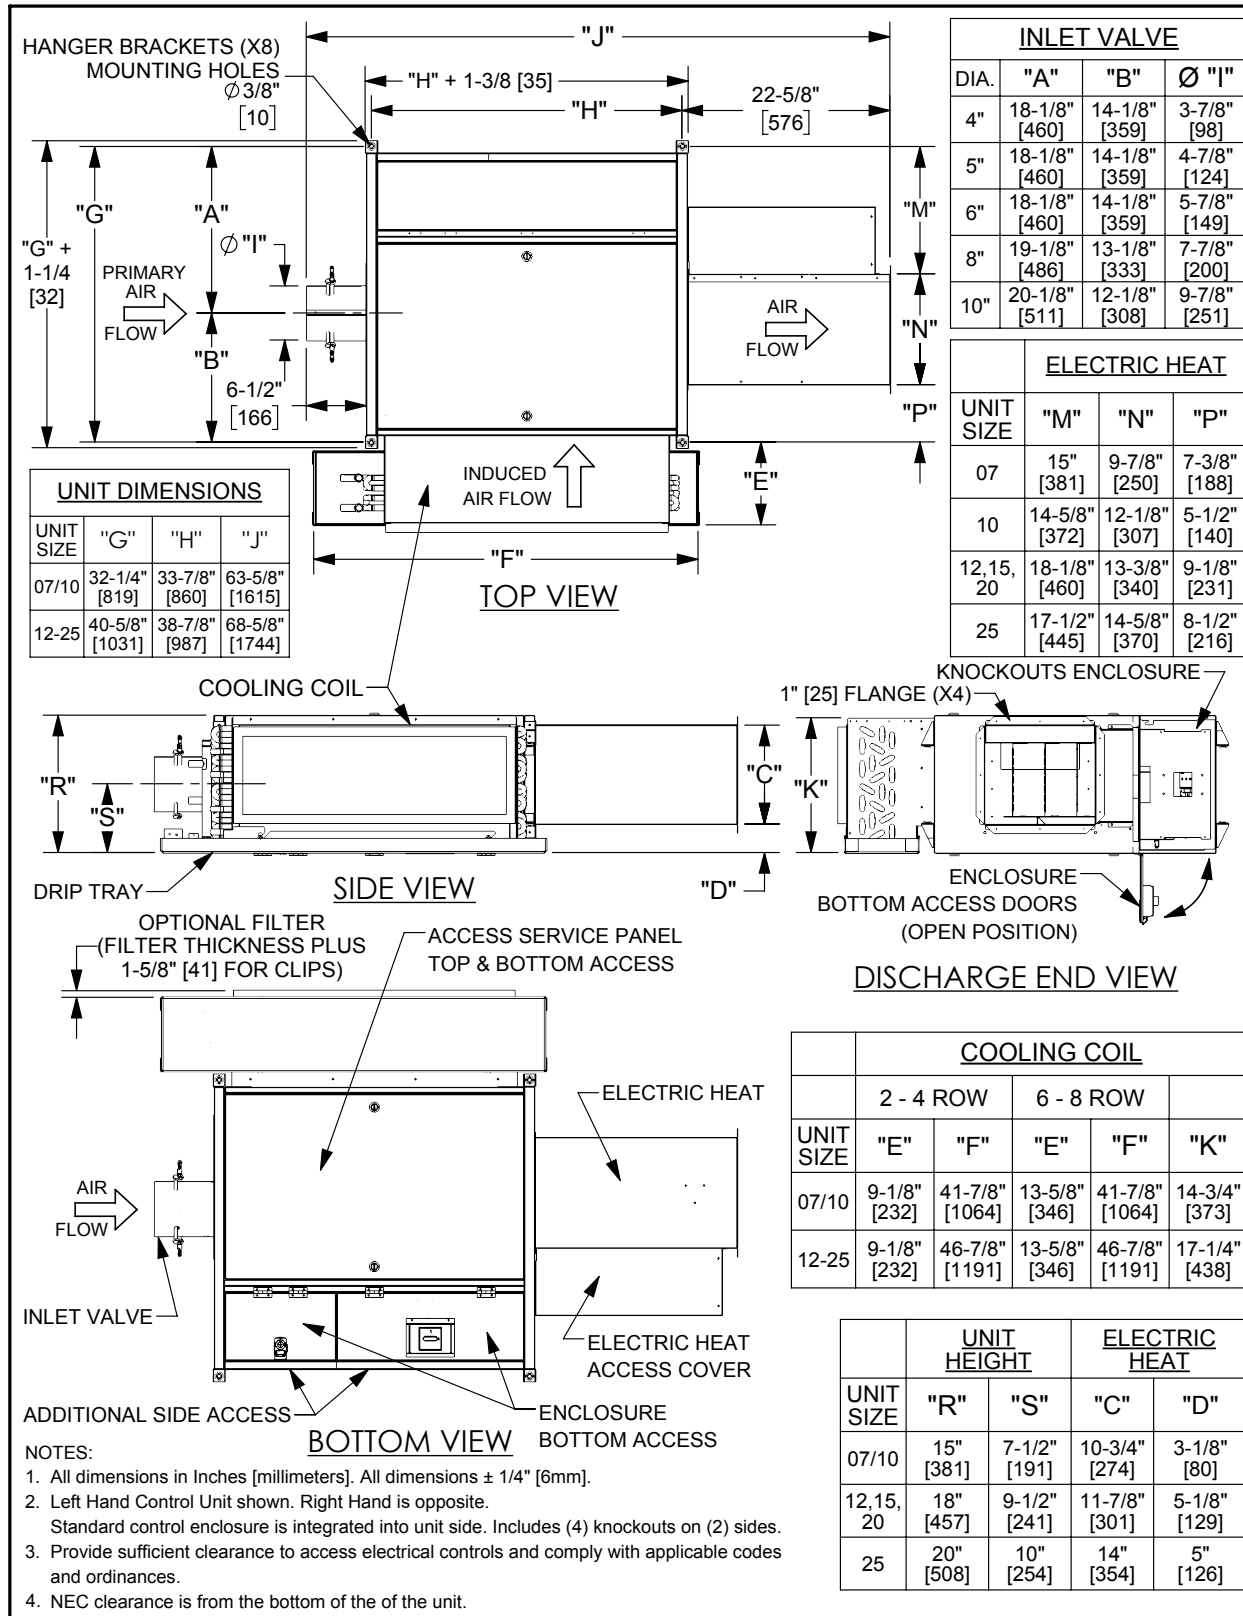 HANGER BRACKETS (X8)
MOUNTING HOLES
Ø 3/8"
[10]
"J"
"H" + 1-3/8 [35]
"H"
22-5/8"
[576]
"G"
"A"
"G" +
1-1/4
[32]
Ø "I"
PRIMARY
AIR
FLOW
"B"
6-1/2"
[166]
"M"
AIR
FLOW
"N"
"P"
INDUCED
AIR FLOW
"E"
"F"
TOP VIEW
INLET VALVE
DIA. "A" "B" Ø "I"
4" 18-1/8" [460] 14-1/8" [359] 3-7/8" [98]
5" 18-1/8" [460] 14-1/8" [359] 4-7/8" [124]
6" 18-1/8" [460] 14-1/8" [359] 5-7/8" [149]
8" 19-1/8" [486] 13-1/8" [333] 7-7/8" [200]
10" 20-1/8" [511] 12-1/8" [308] 9-7/8" [251]
ELECTRIC HEAT
UNIT SIZE "M" "N" "P"
07 15" [381] 9-7/8" [250] 7-3/8" [188]
10 14-5/8" [372] 12-1/8" [307] 5-1/2" [140]
12,15, 20 18-1/8" [460] 13-3/8" [340] 9-1/8" [231]
25 17-1/2" [445] 14-5/8" [370] 8-1/2" [216]
UNIT DIMENSIONS
UNIT SIZE "G" "H" "J"
07/10 32-1/4" [819] 33-7/8" [860] 63-5/8" [1615]
12-25 40-5/8" [1031] 38-7/8" [987] 68-5/8" [1744]
COOLING COIL
"R"
"S"
"C"
"D"
DRIP TRAY
SIDE VIEW
KNOCKOUTS ENCLOSURE
1" [25] FLANGE (X4)
"K"
ENCLOSURE
BOTTOM ACCESS DOORS
(OPEN POSITION)
DISCHARGE END VIEW
OPTIONAL FILTER
(FILTER THICKNESS PLUS
1-5/8" [41] FOR CLIPS)
ACCESS SERVICE PANEL
TOP & BOTTOM ACCESS
ELECTRIC HEAT
AIR
FLOW
INLET VALVE
ELECTRIC HEAT
ACCESS COVER
ADDITIONAL SIDE ACCESS
ENCLOSURE
BOTTOM ACCESS
BOTTOM VIEW
COOLING COIL
2 - 4 ROW 6 - 8 ROW
UNIT SIZE "E" "F" "E" "F" "K"
07/10 9-1/8" [232] 41-7/8" [1064] 13-5/8" [346] 41-7/8" [1064] 14-3/4" [373]
12-25 9-1/8" [232] 46-7/8" [1191] 13-5/8" [346] 46-7/8" [1191] 17-1/4" [438]
UNIT HEIGHT ELECTRIC HEAT
UNIT SIZE "R" "S" "C" "D"
07/10 15" [381] 7-1/2" [191] 10-3/4" [274] 3-1/8" [80]
12,15, 20 18" [457] 9-1/2" [241] 11-7/8" [301] 5-1/8" [129]
25 20" [508] 10" [254] 14" [354] 5" [126]
NOTES:
1. All dimensions in Inches [millimeters]. All dimensions ± 1/4" [6mm].
2. Left Hand Control Unit shown. Right Hand is opposite.
Standard control enclosure is integrated into unit side. Includes (4) knockouts on (2) sides.
3. Provide sufficient clearance to access electrical controls and comply with applicable codes
and ordinances.
4. NEC clearance is from the bottom of the of the unit.